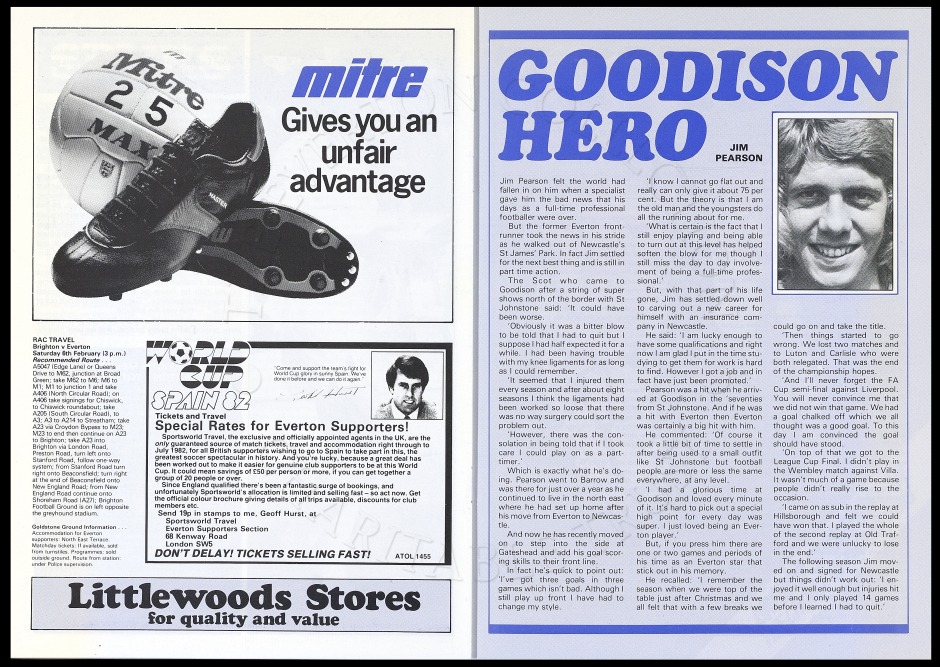 Mitre
25
MAX
MASTER
mitre
Gives you an
unfair
advantage
RAC TRAVEL
Brighton v Everton
Saturday 6th February (3 p.m.)
Recommended Route . . .
A5047 (Edge Lane) or Queens
Drive to M62, junction at Broad
Green; take M62 to M6; M6 to
M1; M1 to junction 1 and take
A406 (North Circular Road); on
A406 take signings for Chiswick,
to Chiswick roundabout; take
A205 (South Circular Road), to
A3; A3 to A214 to Streatham; take
A23 via Croydon Bypass to M23;
M23 to end then continue on A23
to Brighton; take A23 into
Brighton via London Road,
Preston Road, turn left onto
Stanford Road, follow one-way
system; from Stanford Road turn
right onto Beaconsfield; turn right
at the end of Beaconsfield onto
New England Road; from New
England Road continue onto
Shoreham Road (A27); Brighton
Football Ground is on left opposite
the greyhound stadium.
Goldstone Ground Information . . .
Accommodation for Everton
supporters: North East Terrace.
Matchday tickets: If available, sold
from turnstiles. Programmes: sold
outside ground. Route from station:
under Police supervision.
WORLD
CUP
SPAIN 82
"Come and support the team's fight for
World Cup glory in sunny Spain. We've
done it before and we can do it again."
Tickets and Travel
Special Rates for Everton Supporters!
Sportsworld Travel, the exclusive and officially appointed agents in the UK, are the
only guaranteed source of match tickets, travel and accommodation right through to
July 1982, for all British supporters wishing to go to Spain to take part in this, the
greatest soccer spectacular in history. And you're lucky, because a great deal has
been worked out to make it easier for genuine club supporters to be at this World
Cup. It could mean savings of £50 per person or more, if you can get together a
group of 20 people or over.
Since England qualified there's been a fantastic surge of bookings, and
unfortunately Sportsworld's allocation is limited and selling fast – so act now. Get
the official colour brochure giving details of all trips available, discounts for club
members etc.
Send 19p in stamps to me, Geoff Hurst, at
Sportsworld Travel
Everton Supporters Section
68 Kenway Road
London SW5
DON'T DELAY! TICKETS SELLING FAST!
ATOL 1455
Littlewoods Stores
for quality and value
GOODISON
HERO
JIM
PEARSON
Jim Pearson felt the world had
fallen in on him when a specialist
gave him the bad news that his
days as a full-time professional
footballer were over.
But the former Everton front-
runner took the news in his stride
as he walked out of Newcastle's
St James' Park. In fact Jim settled
for the next best thing and is still in
part time action.
The Scot who came to
Goodison after a string of super
shows north of the border with St
Johnstone said: 'It could have
been worse.
'Obviously it was a bitter blow
to be told that I had to quit but I
suppose I had half expected it for a
while. I had been having trouble
with my knee ligaments for as long
as I could remember.
'It seemed that I injured them
every season and after about eight
seasons I think the ligaments had
been worked so loose that there
was no way surgery could sort the
problem out.
'However, there was the con-
solation in being told that if I took
care I could play on as a part-
timer.'
Which is exactly what he's do-
ing. Pearson went to Barrow and
was there for just over a year as he
continued to live in the north east
where he had set up home after
his move from Everton to Newcas-
tle.
And now he has recently moved
on to step into the side at
Gateshead and add his goal scor-
ing skills to their front line.
In fact he's quick to point out:
'I've got three goals in three
games which isn't bad. Although I
still play up front I have had to
change my style.
'I know I cannot go flat out and
really can only give it about 75 per
cent. But the theory is that I am
the old man and the youngsters do
all the running about for me.
'What is certain is the fact that I
still enjoy playing and being able
to turn out at this level has helped
soften the blow for me though I
still miss the day to day involve-
ment of being a full-time profes-
sional.'
But, with that part of his life
gone, Jim has settled down well
to carving out a new career for
himself with an insurance com-
pany in Newcastle.
He said: 'I am lucky enough to
have some qualifications and right
now I am glad I put in the time stu-
dying to get them for work is hard
to find. However I got a job and in
fact have just been promoted.'
Pearson was a hit when he arriv-
ed at Goodison in the 'seventies
from St Johnstone. And if he was
a hit with Everton then Everton
was certainly a big hit with him.
He commented: 'Of course it
took a little bit of time to settle in
after being used to a small outfit
like St Johnstone but football
people are more or less the same
everywhere, at any level.
'I had a glorious time at
Goodison and loved every minute
of it. It's hard to pick out a special
high point for every day was
super. I just loved being an Ever-
ton player.'
But, if you press him there are
one or two games and periods of
his time as an Everton star that
stick out in his memory.
He recalled: 'I remember the
season when we were top of the
table just after Christmas and we
all felt that with a few breaks we
could go on and take the title.
'Then things started to go
wrong. We lost two matches and
to Luton and Carlisle who were
both relegated. That was the end
of the championship hopes.
'And I'll never forget the FA
Cup semi-final against Liverpool.
You will never convince me that
we did not win that game. We had
a goal chalked off which we all
thought was a good goal. To this
day I am convinced the goal
should have stood.
'On top of that we got to the
League Cup Final. I didn't play in
the Wembley match against Villa.
It wasn't much of a game because
people didn't really rise to the
occasion.
'I came on as sub in the replay at
Hillsborough and felt we could
have won that. I played the whole
of the second replay at Old Traf-
ford and we were unlucky to lose
in the end.'
The following season Jim mov-
ed on and signed for Newcastle
but things didn't work out: 'I en-
joyed it well enough but injuries hit
me and I only played 14 games
before I learned I had to quit.'